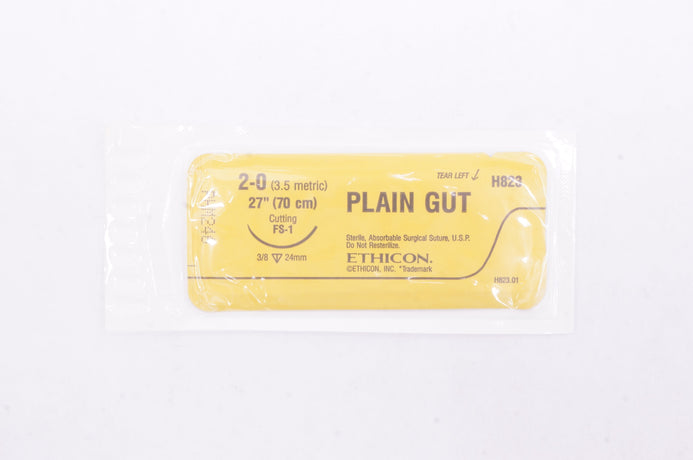 2-0 (3.5 metric)
27" (70 cm)
Cutting
FS-1
3/8 24mm
TEAR LEFT
H823
PLAIN GUT
Sterile, Absorbable Surgical Suture, U.S.P.
Do Not Resterilize.
ETHICON.
©ETHICON, INC. *Trademark
H823.01